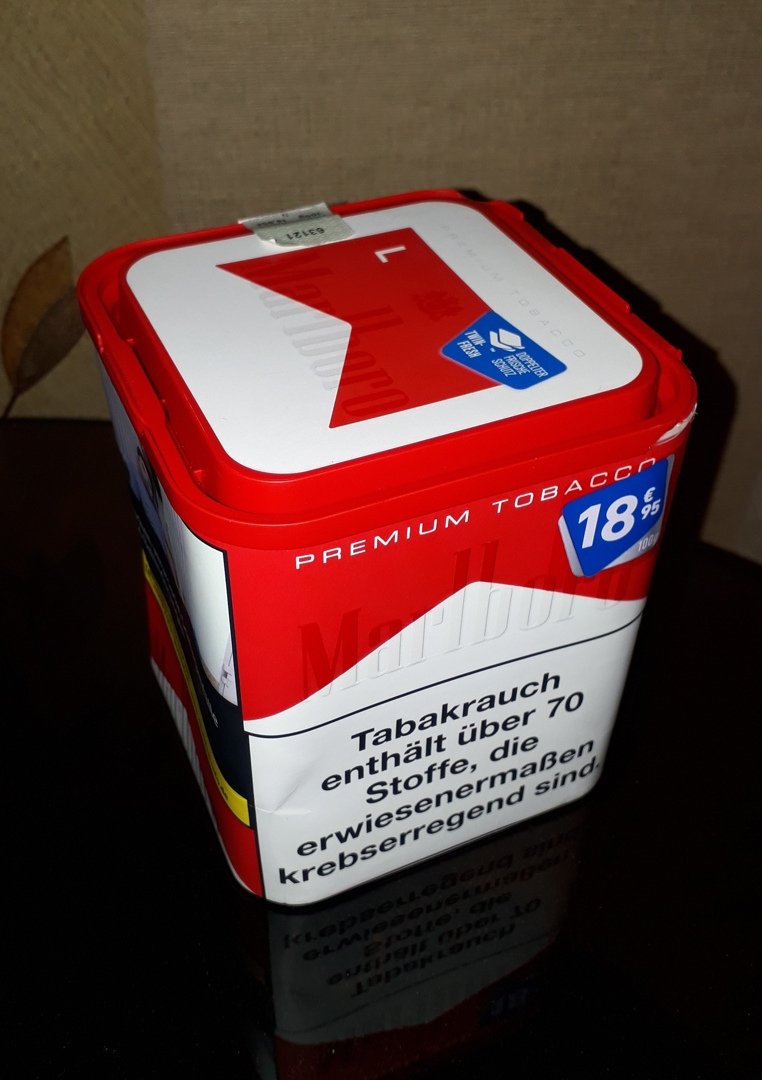 63121
L
Marlboro
PREMIUM TOBACCO
TWIN-
FRESH
DOPPELTER
FRISCHE
SCHUTZ
PREMIUM TOBACCO
18 €
95
100g
Marlboro
Tabakrauch
enthält über 70
Stoffe, die
erwiesenermaßen
krebserregend sind.